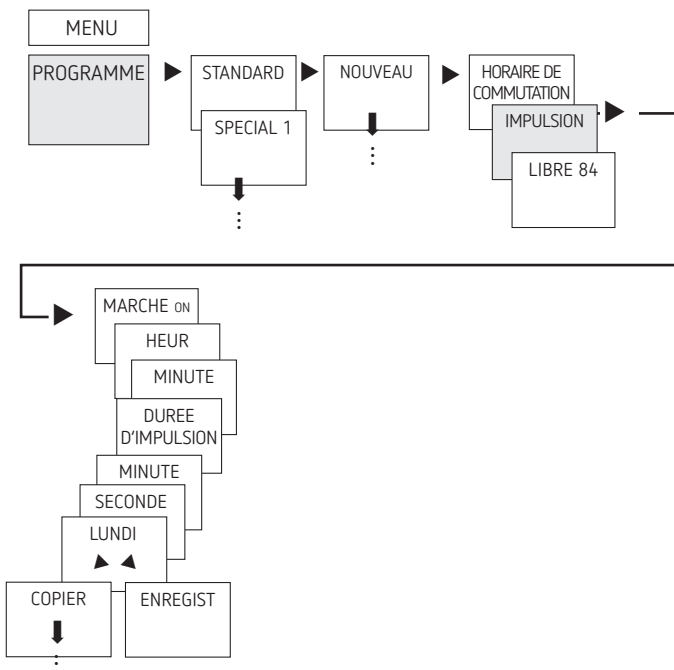 MENU
PROGRAMME
STANDARD
SPECIAL 1
NOUVEAU
HORAIRE DE
COMMUTATION
IMPULSION
LIBRE 84
MARCHE ON
HEUR
MINUTE
DUREE
D'IMPULSION
MINUTE
SECONDE
LUNDI
COPIER
ENREGIST